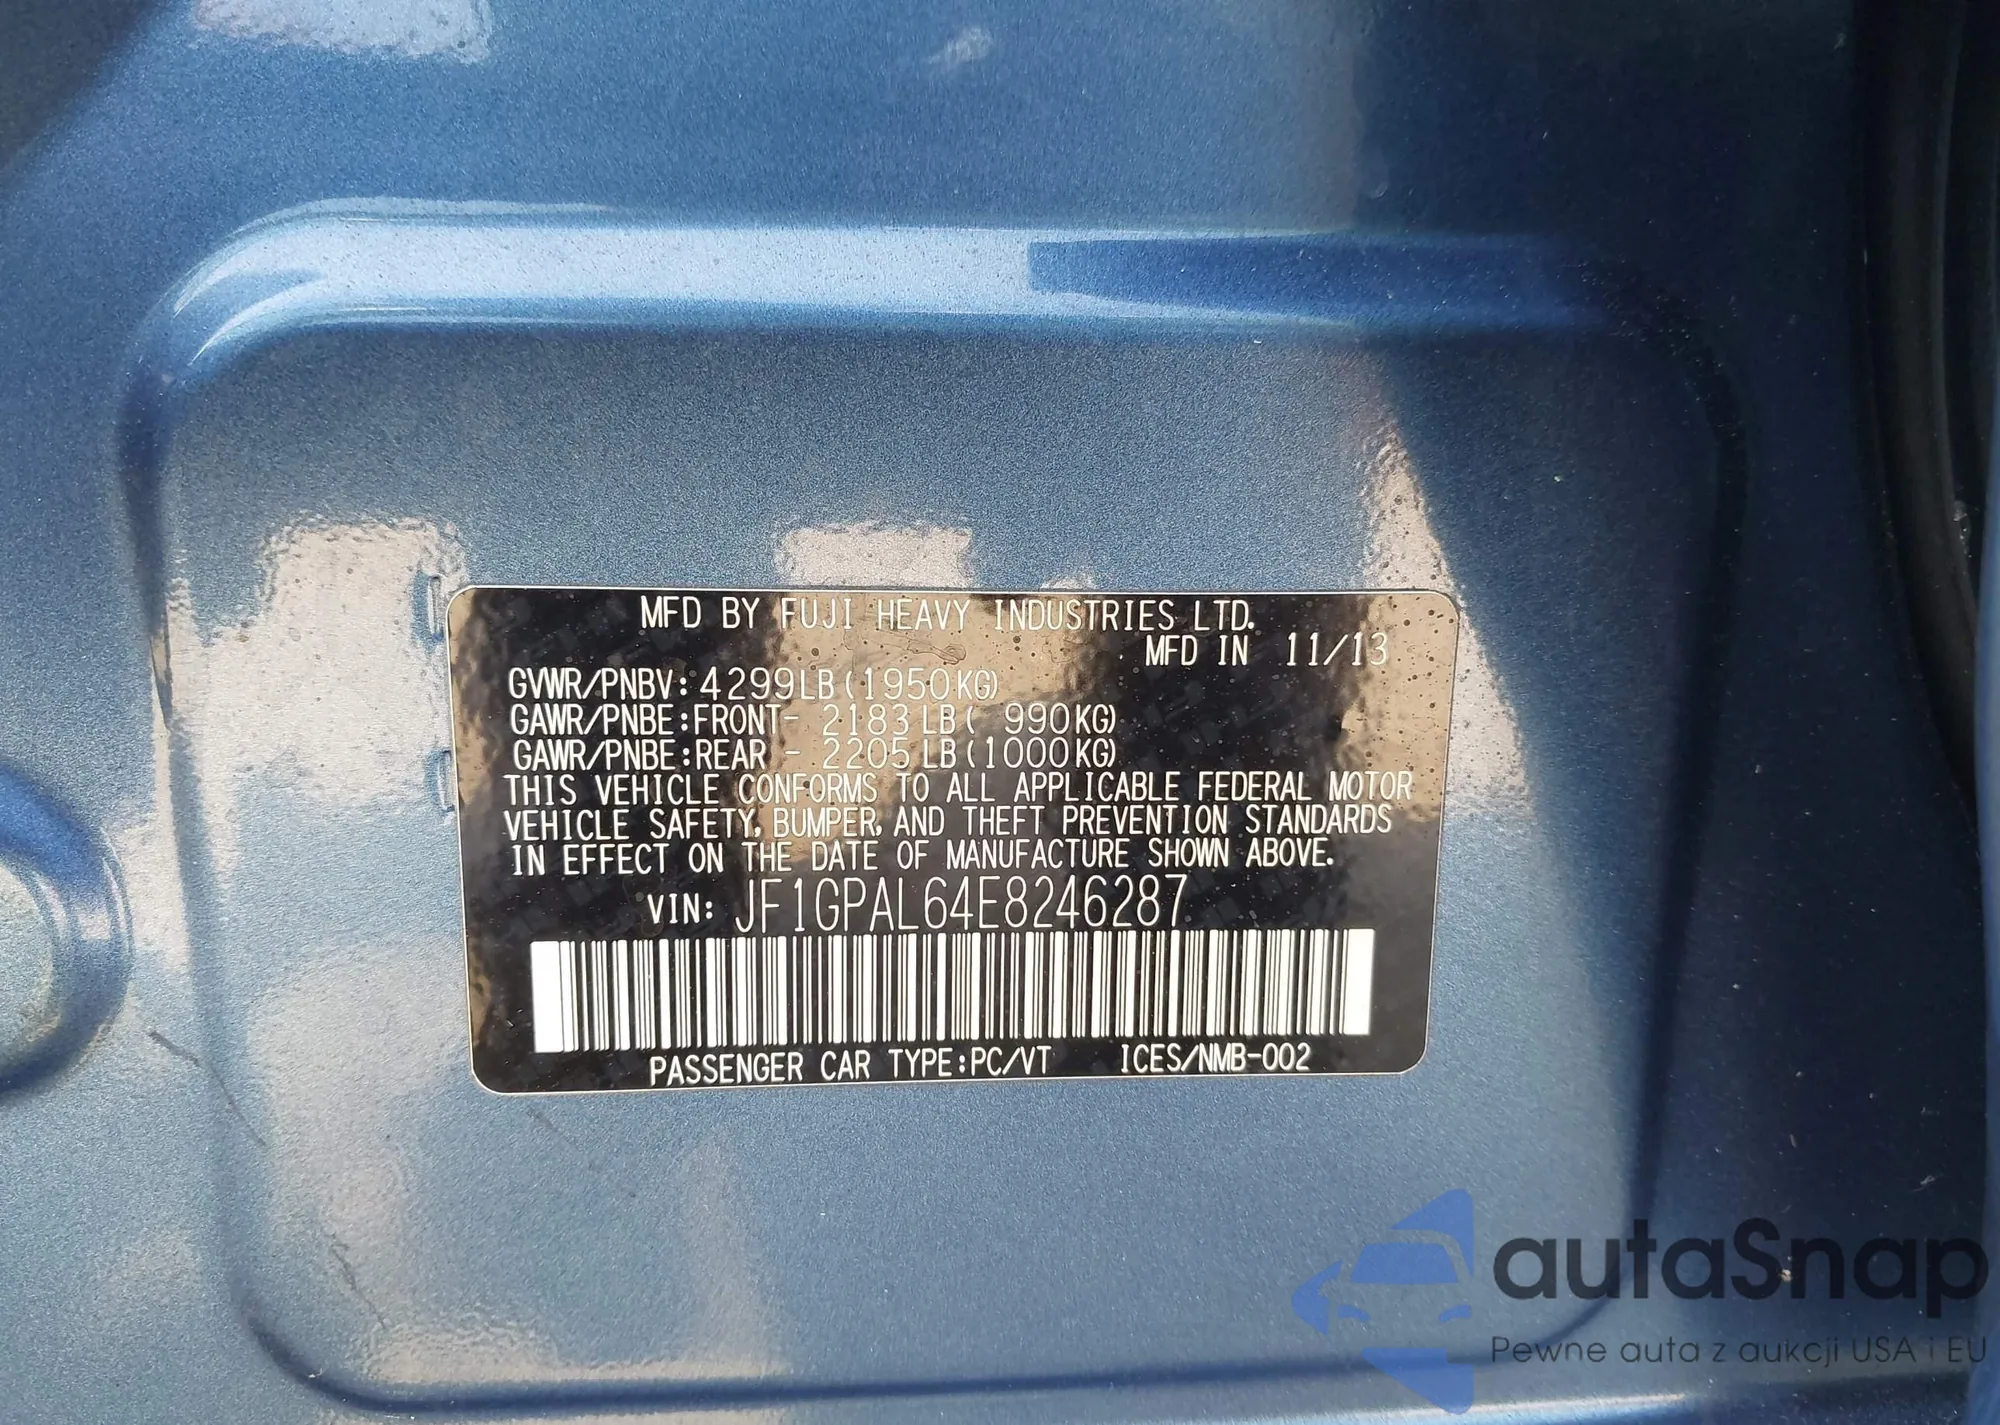 MFD BY FUJI HEAVY INDUSTRIES LTD.
MFD IN 11/13
GVWR/PNBV: 4299LB(1950KG)
GAWR/PNBE:FRONT- 2183LB( 990KG)
GAWR/PNBE:REAR - 2205LB(1000KG)
THIS VEHICLE CONFORMS TO ALL APPLICABLE FEDERAL MOTOR
VEHICLE SAFETY, BUMPER, AND THEFT PREVENTION STANDARDS
IN EFFECT ON THE DATE OF MANUFACTURE SHOWN ABOVE.
VIN: JF1GPAL64E8246287
PASSENGER CAR TYPE:PC/VT ICES/NMB-002
autaSnap
Pewne auta z aukcji USA i EU